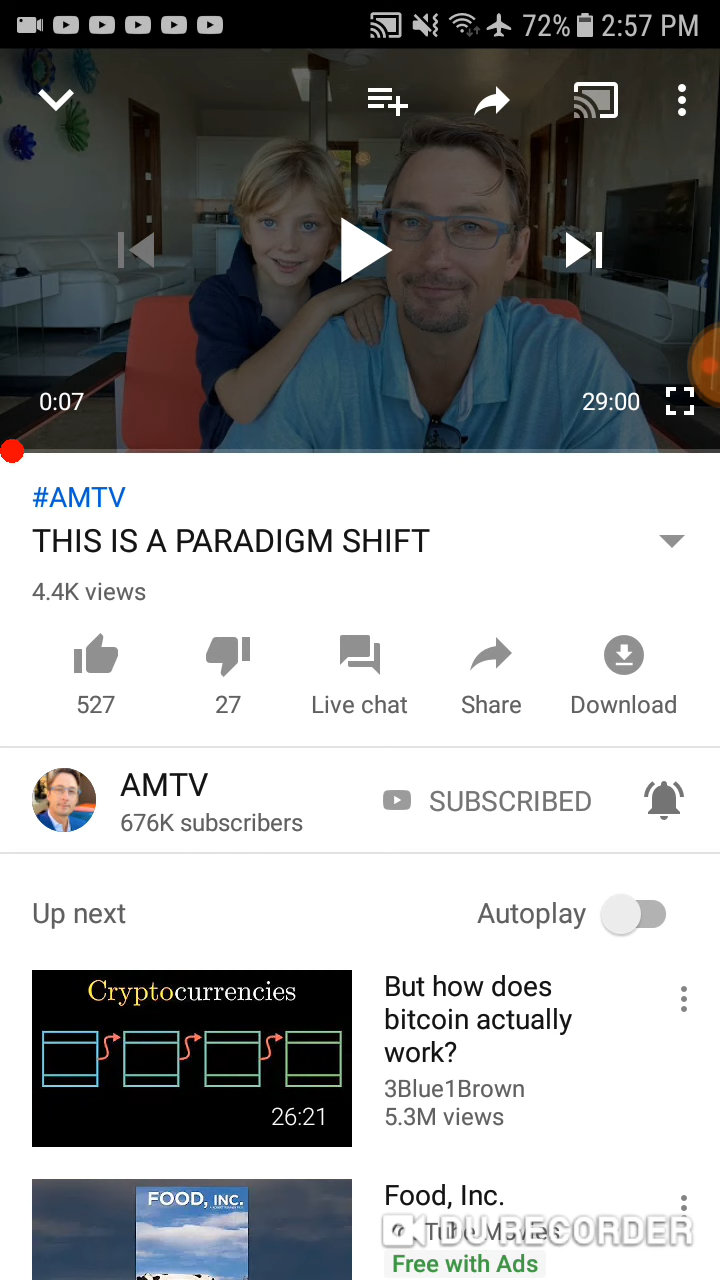 72% 2:57 PM
0:07
29:00
#AMTV
THIS IS A PARADIGM SHIFT
4.4K views
527
27
Live chat
Share
Download
AMTV
676K subscribers
SUBSCRIBED
Up next
Autoplay
Cryptocurrencies
26:21
But how does
bitcoin actually
work?
3Blue1Brown
5.3M views
FOOD, INC.
Food, Inc.
YouTube Movies
DU RECORDER
Free with Ads